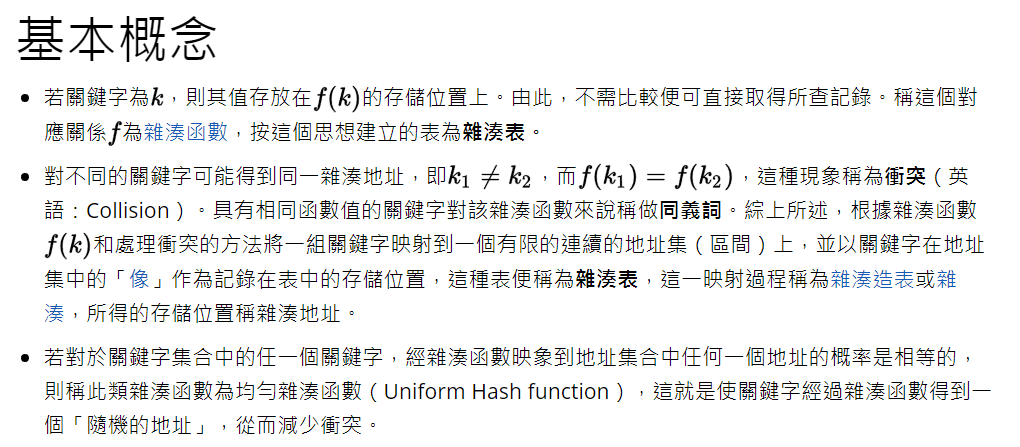 基本概念
若關鍵字為k，則其值存放在f(k)的存儲位置上。由此，不需比較便可直接取得所查記錄。稱這個對
應關係f為雜湊函數，按這個思想建立的表為雜湊表。
對不同的關鍵字可能得到同一雜湊地址，即k₁ ≠ k₂，而f(k₁) = f(k₂)，這種現象稱為衝突（英
語：Collision）。具有相同函數值的關鍵字對該雜湊函數來說稱做同義詞。綜上所述，根據雜湊函數
f(k)和處理衝突的方法將一組關鍵字映射到一個有限的連續的地址集（區間）上，並以關鍵字在地址
集中的「像」作為記錄在表中的存儲位置，這種表便稱為雜湊表，這一映射過程稱為雜湊造表或雜
湊，所得的存儲位置稱雜湊地址。
若對於關鍵字集合中的任一個關鍵字，經雜湊函數映象到地址集合中任何一個地址的概率是相等的，
則稱此類雜湊函數為均勻雜湊函數（Uniform Hash function），這就是使關鍵字經過雜湊函數得到一
個「隨機的地址」，從而減少衝突。